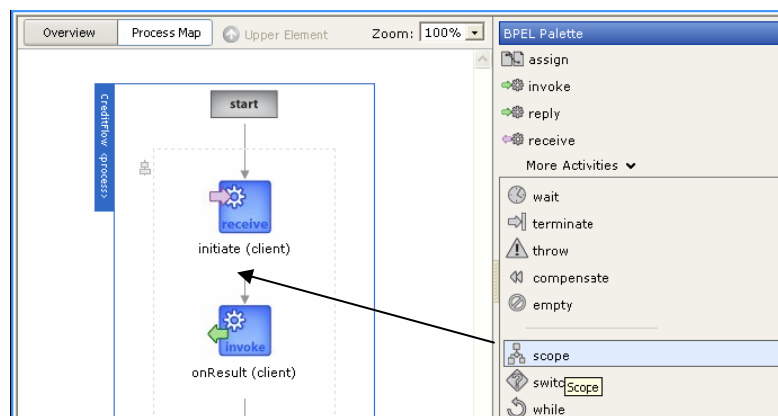 Overview
Process Map
Upper Element
Zoom: 100%
CreditFlow <process>
start
receive
initiate (client)
invoke
onResult (client)
BPEL Palette
assign
invoke
reply
receive
More Activities
wait
terminate
throw
compensate
empty
scope
switc
Scope
while